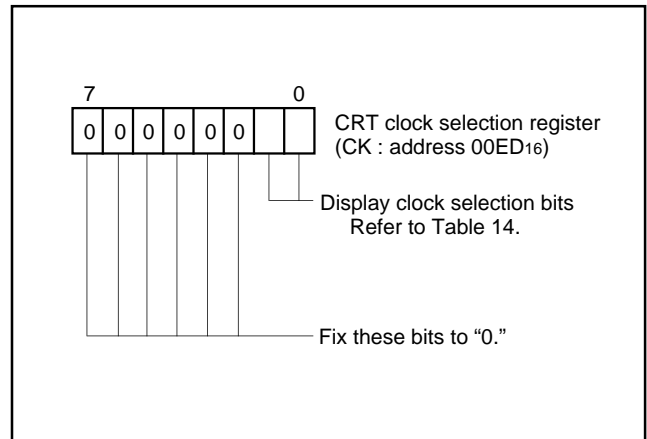 7 0
0 0 0 0 0 0
CRT clock selection register
(CK : address 00ED16)
Display clock selection bits
Refer to Table 14.
Fix these bits to “0.”